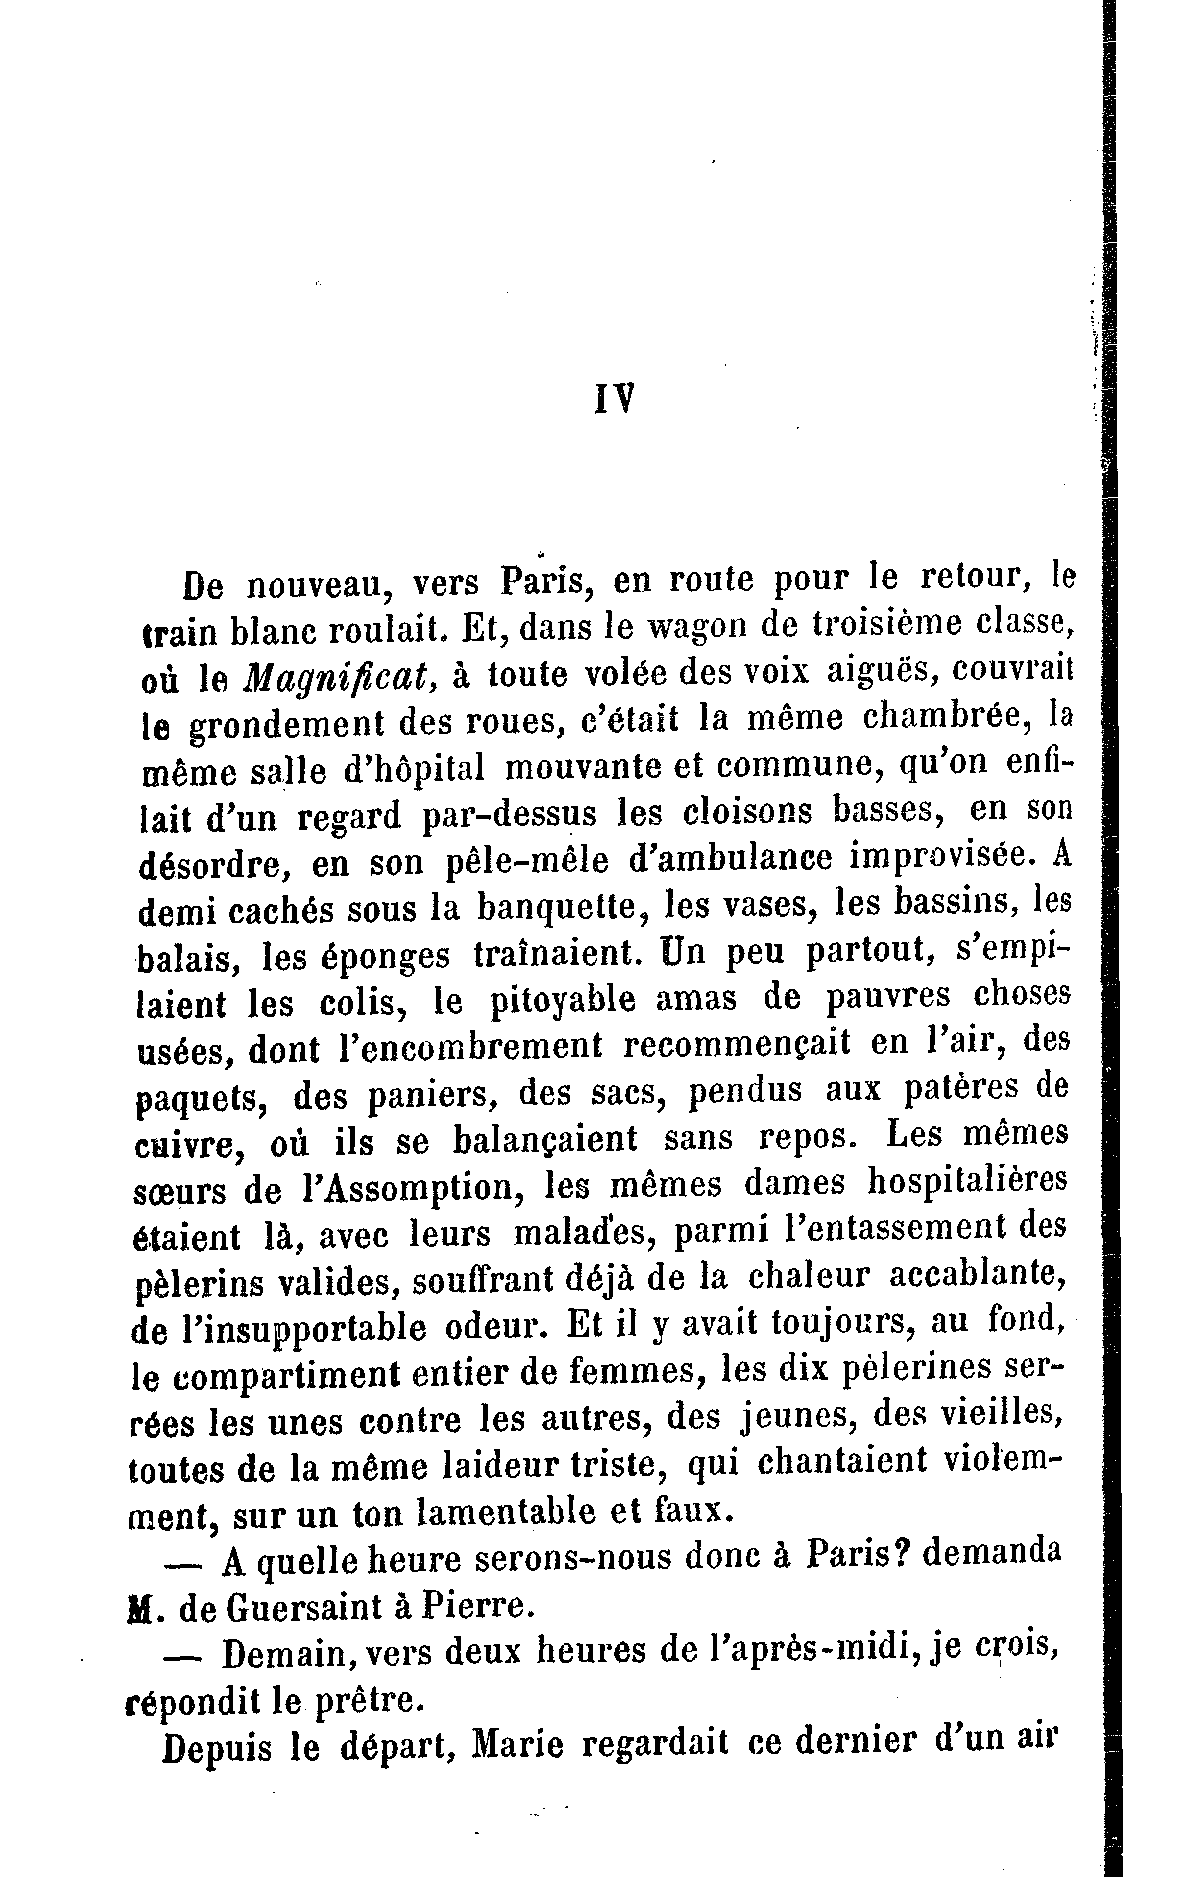 IV
De nouveau, vers Paris, en route pour le retour, le
train blanc roulait. Et, dans le wagon de troisième classe,
où le Magnificat, à toute volée des voix aiguës, couvrait
le grondement des roues, c'était la même chambrée, la
même salle d'hôpital mouvante et commune, qu'on enfi-
lait d'un regard par-dessus les cloisons basses, en son
désordre, en son pêle-mêle d'ambulance improvisée. A
demi cachés sous la banquette, les vases, les bassins, les
balais, les éponges traînaient. Un peu partout, s'empi-
laient les colis, le pitoyable amas de pauvres choses
usées, dont l'encombrement recommençait en l'air, des
paquets, des paniers, des sacs, pendus aux patères de
cuivre, où ils se balançaient sans repos. Les mêmes
sœurs de l'Assomption, les mêmes dames hospitalières
étaient là, avec leurs malades, parmi l'entassement des
pèlerins valides, souffrant déjà de la chaleur accablante,
de l'insupportable odeur. Et il y avait toujours, au fond,
le compartiment entier de femmes, les dix pèlerines ser-
rées les unes contre les autres, des jeunes, des vieilles,
toutes de la même laideur triste, qui chantaient violem-
ment, sur un ton lamentable et faux.
— A quelle heure serons-nous donc à Paris? demanda
M. de Guersaint à Pierre.
— Demain, vers deux heures de l'après-midi, je crois,
répondit le prêtre.
Depuis le départ, Marie regardait ce dernier d'un air